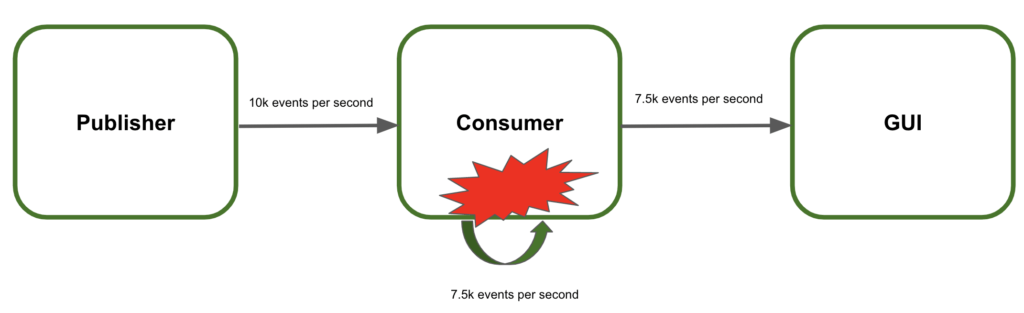 10k events per second
7.5k events per second
Publisher
Consumer
GUI
7.5k events per second